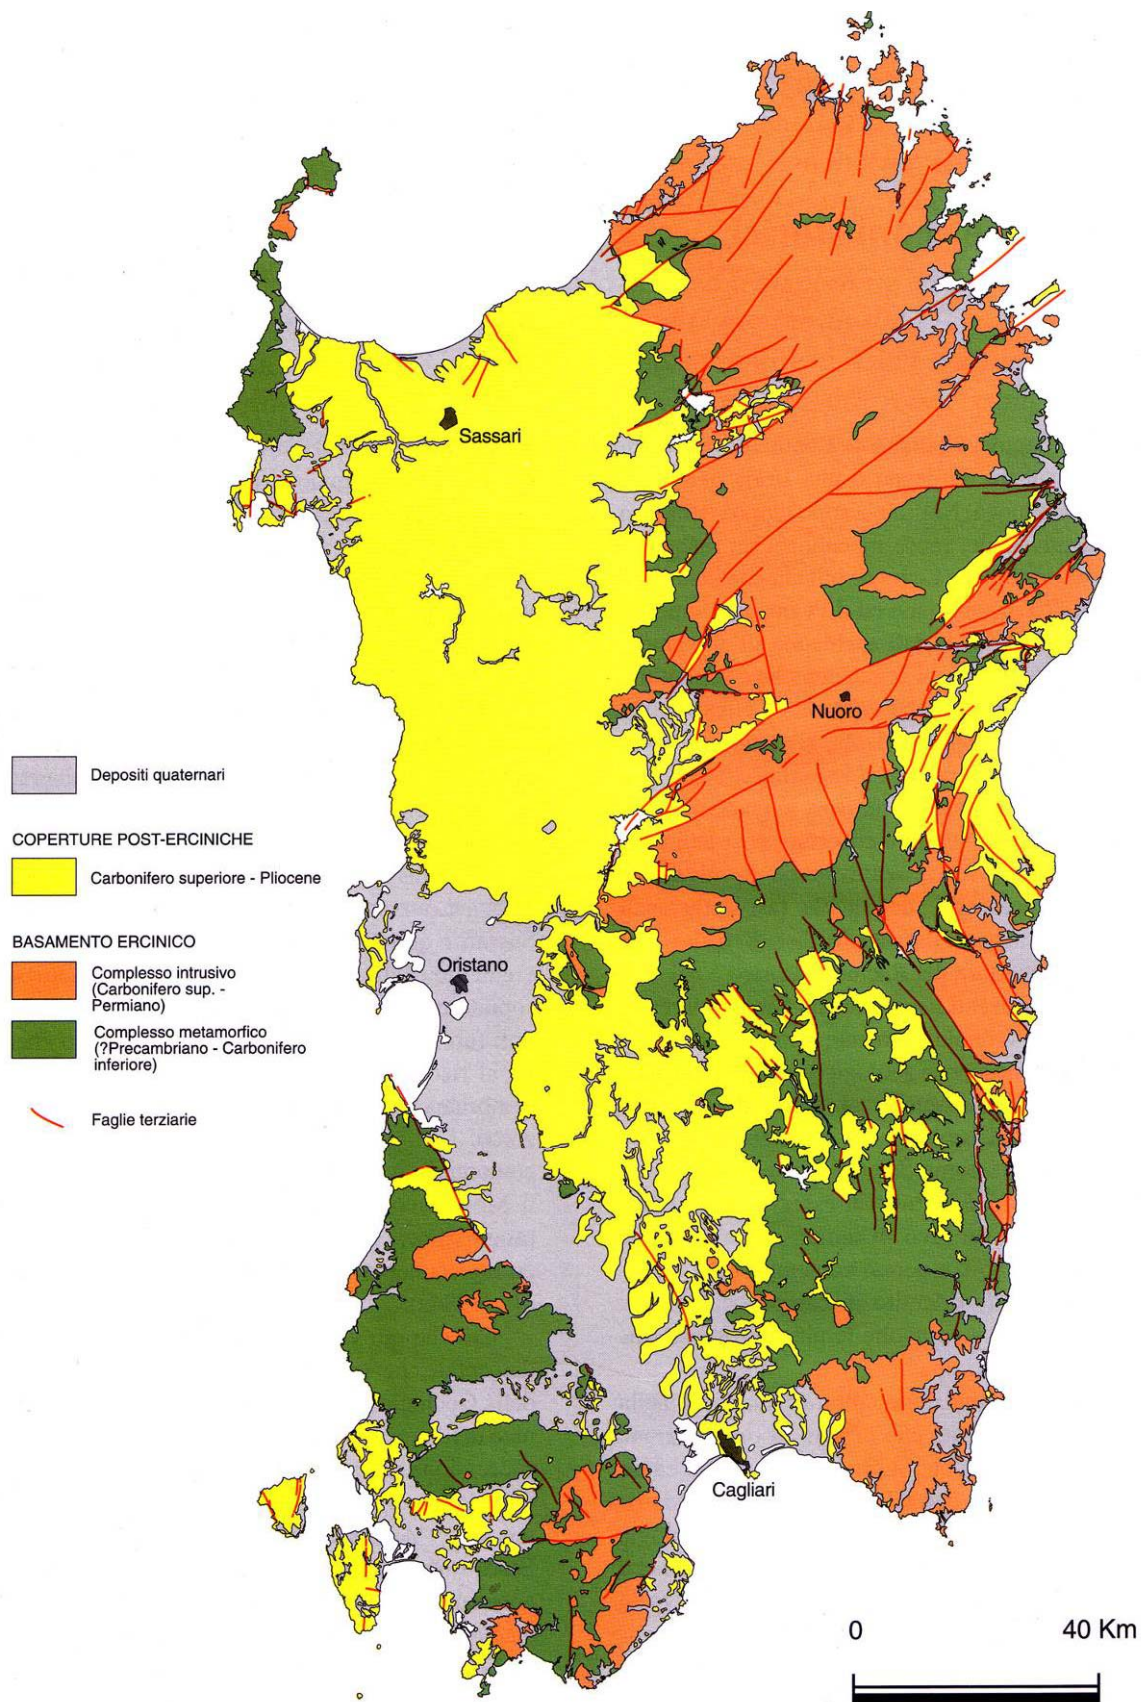 Sassari
Nuoro
Depositi quaternari
COPERTURE POST-ERCINICHE
Carbonifero superiore - Pliocene
BASAMENTO ERCINICO
Complesso intrusivo
(Carbonifero sup. -
Permiano)
Complesso metamorfico
(?Precambriano - Carbonifero
inferiore)
Faglie terziarie
Oristano
Cagliari
0 40 Km